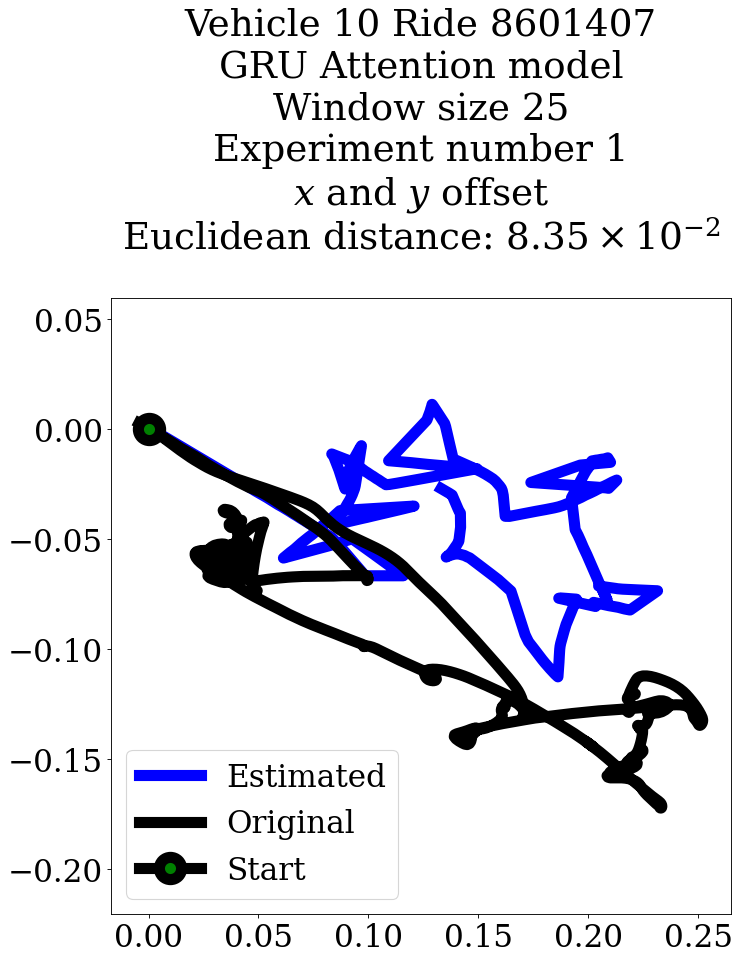 Vehicle 10 Ride 8601407
GRU Attention model
Window size 25
Experiment number 1
x and y offset
Euclidean distance: 8.35 × 10⁻²
0.05
0.00
−0.05
−0.10
−0.15
−0.20
Estimated
Original
Start
0.00 0.05 0.10 0.15 0.20 0.25